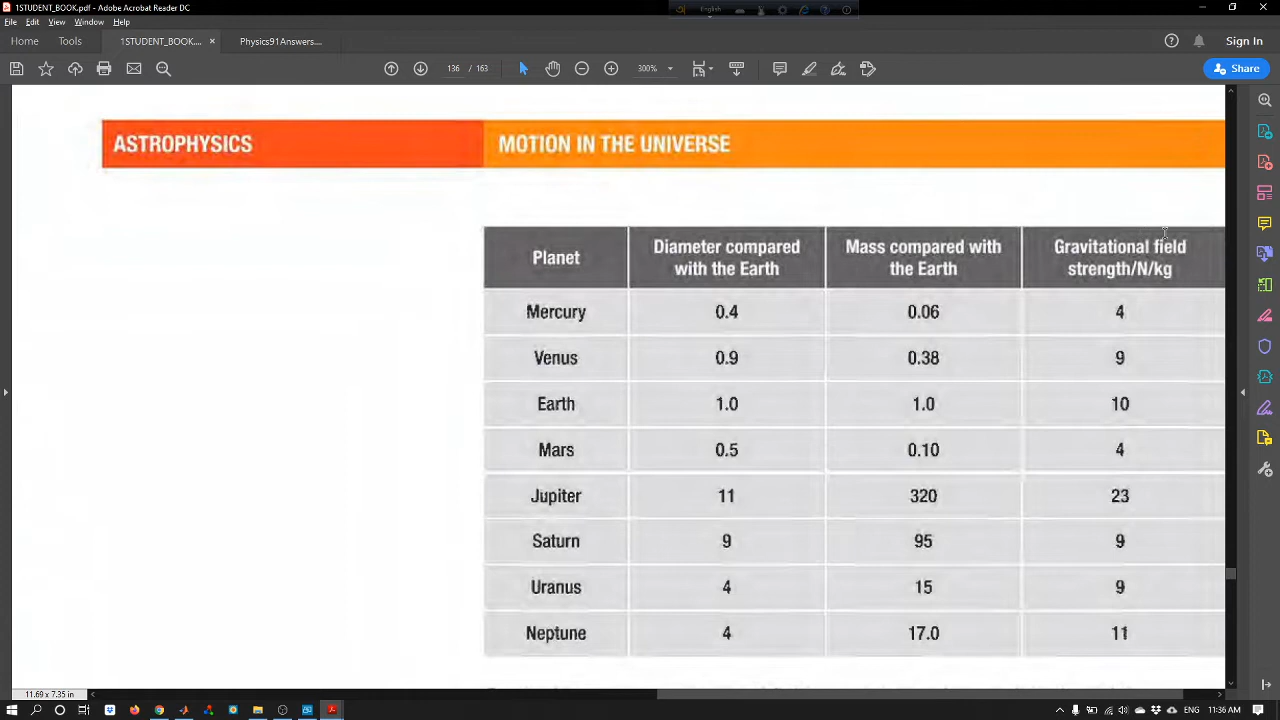 1STUDENT_BOOK.pdf - Adobe Acrobat Reader DC
English
File Edit View Window Help
Home Tools 1STUDENT_BOOK.... × Physics91Answers... Sign In
136 / 163 300% Share
ASTROPHYSICS MOTION IN THE UNIVERSE
Planet Diameter compared with the Earth Mass compared with the Earth Gravitational field strength/N/kg
Mercury 0.4 0.06 4
Venus 0.9 0.38 9
Earth 1.0 1.0 10
Mars 0.5 0.10 4
Jupiter 11 320 23
Saturn 9 95 9
Uranus 4 15 9
Neptune 4 17.0 11
11.69 x 7.35 in
ENG 11:36 AM